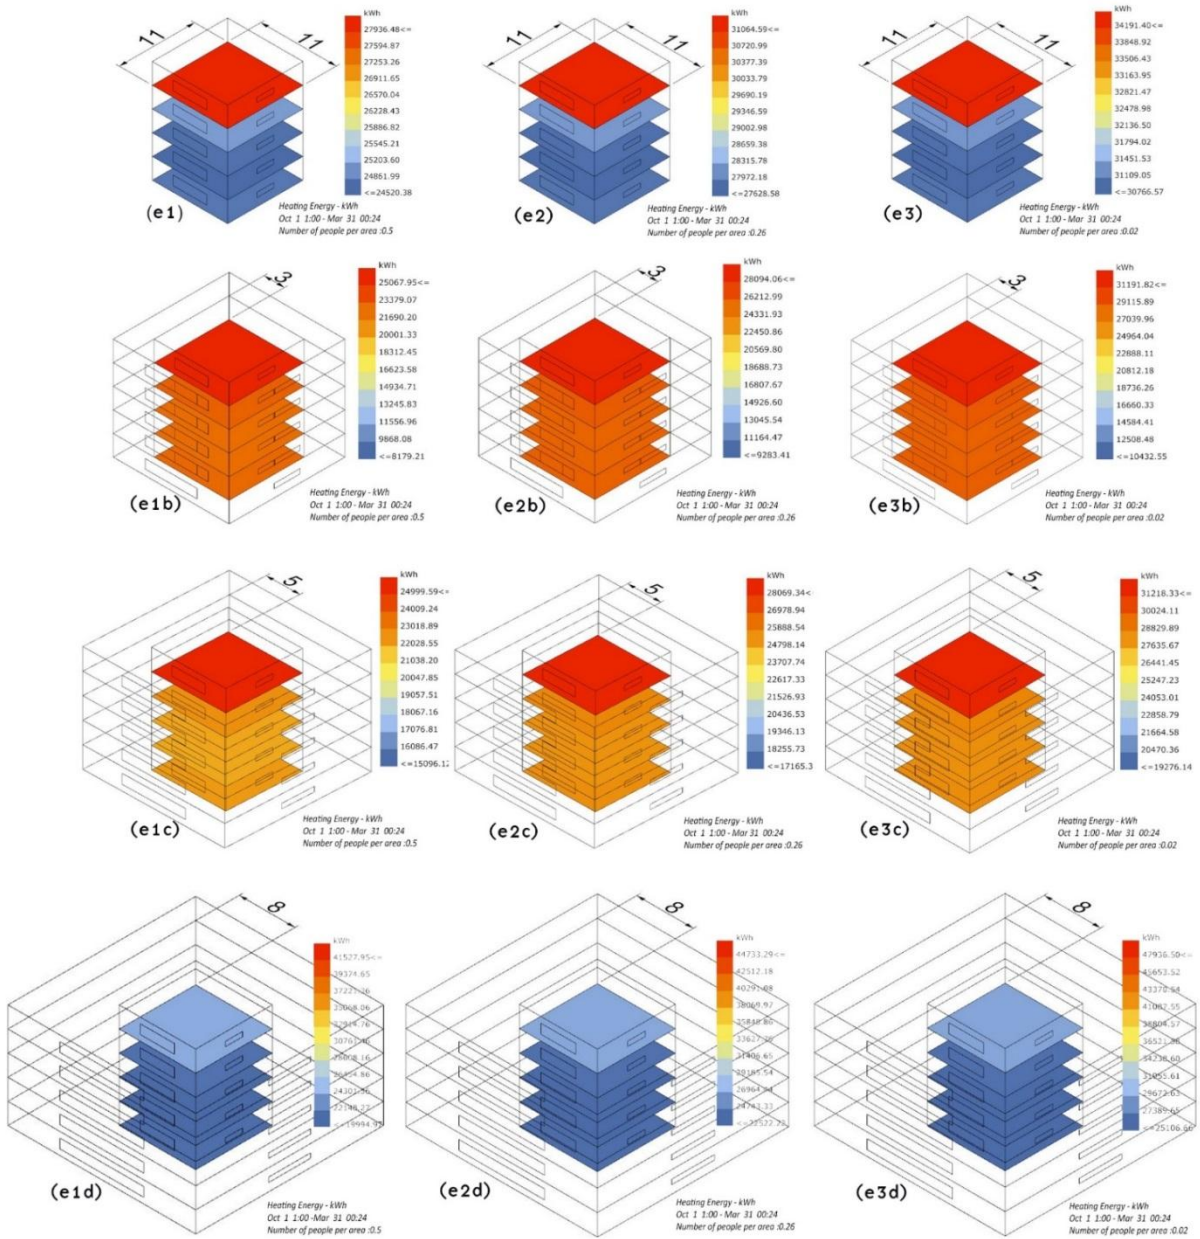 11
11
kWh
27936.48<=
27594.87
27253.26
26911.65
26570.04
26228.43
25886.82
25545.21
25203.60
24861.99
<=24520.38
(e1)
Heating Energy - kWh
Oct 1 1:00 - Mar 31 00:24
Number of people per area :0.5
11
11
kWh
31064.59<=
30720.99
30377.39
30033.79
29690.19
29346.59
29002.98
28659.38
28315.78
27972.18
<=27628.58
(e2)
Heating Energy - kWh
Oct 1 1:00 - Mar 31 00:24
Number of people per area :0.26
11
11
kWh
34191.40<=
33848.92
33506.43
33163.95
32821.47
32478.98
32136.50
31794.02
31451.53
31109.05
<=30766.57
(e3)
Heating Energy - kWh
Oct 1 1:00 - Mar 31 00:24
Number of people per area :0.02
3
kWh
25067.95<=
23379.07
21690.20
20001.33
18312.45
16623.58
14934.71
13245.83
11556.96
9868.08
<=8179.21
(e1b)
Heating Energy - kWh
Oct 1 1:00 - Mar 31 00:24
Number of people per area :0.5
3
kWh
28094.06<=
26212.99
24331.93
22450.86
20569.80
18688.73
16807.67
14926.60
13045.54
11164.47
<=9283.41
(e2b)
Heating Energy - kWh
Oct 1 1:00 - Mar 31 00:24
Number of people per area :0.26
3
kWh
31191.82<=
29115.89
27039.96
24964.04
22888.11
20812.18
18736.26
16660.33
14584.41
12508.48
<=10432.55
(e3b)
Heating Energy - kWh
Oct 1 1:00 - Mar 31 00:24
Number of people per area :0.02
5
kWh
24999.59<=
24009.24
23018.89
22028.55
21038.20
20047.85
19057.51
18067.16
17076.81
16086.47
<=15096.12
(e1c)
Heating Energy - kWh
Oct 1 1:00 - Mar 31 00:24
Number of people per area :0.5
5
kWh
28069.34<
26978.94
25888.54
24798.14
23707.74
22617.33
21526.93
20436.53
19346.13
18255.73
<=17165.3
(e2c)
Heating Energy - kWh
Oct 1 1:00 - Mar 31 00:24
Number of people per area :0.26
5
kWh
31218.33<=
30024.11
28829.89
27635.67
26441.45
25247.23
24053.01
22858.79
21664.58
20470.36
<=19276.14
(e3c)
Heating Energy - kWh
Oct 1 1:00 - Mar 31 00:24
Number of people per area :0.02
8
kWh
41527.95<=
39374.65
(e1d)
Heating Energy - kWh
Oct 1 1:00 -Mar 31 00:24
Number of people per area :0.5
8
kWh
44733.29<=
42512.18
(e2d)
Heating Energy - kWh
Oct 1 1:00 - Mar 31 00:24
Number of people per area :0.26
8
kWh
(e3d)
Heating Energy - kWh
Oct 1 1:00 - Mar 31 00:24
Number of people per area :0.02